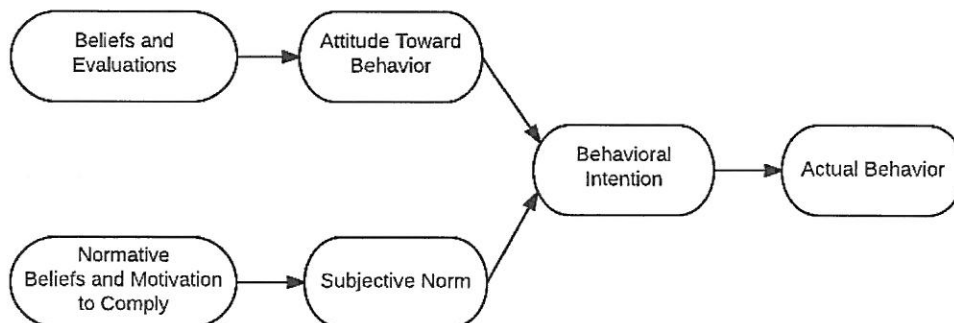 Beliefs and
Evaluations
Attitude Toward
Behavior
Behavioral
Intention
Actual Behavior
Normative
Beliefs and Motivation
to Comply
Subjective Norm